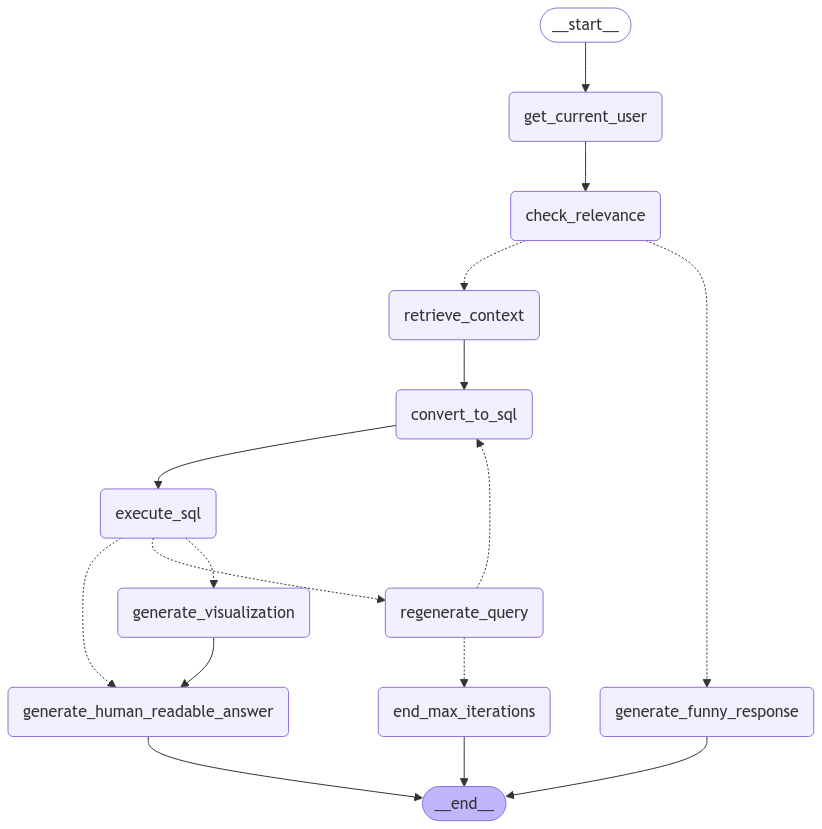 __start__
get_current_user
check_relevance
retrieve_context
convert_to_sql
execute_sql
generate_visualization
regenerate_query
generate_human_readable_answer
end_max_iterations
generate_funny_response
__end__